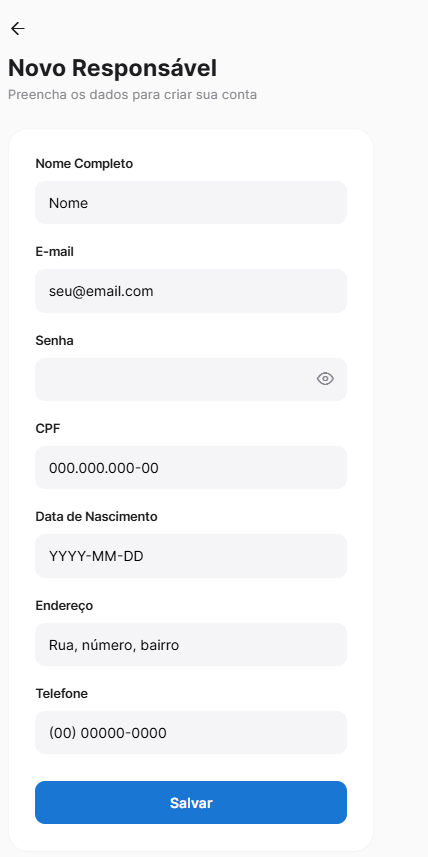 Novo Responsável
Preencha os dados para criar sua conta
Nome Completo
Nome
E-mail
seu@email.com
Senha
CPF
000.000.000-00
Data de Nascimento
YYYY-MM-DD
Endereço
Rua, número, bairro
Telefone
(00) 00000-0000
Salvar